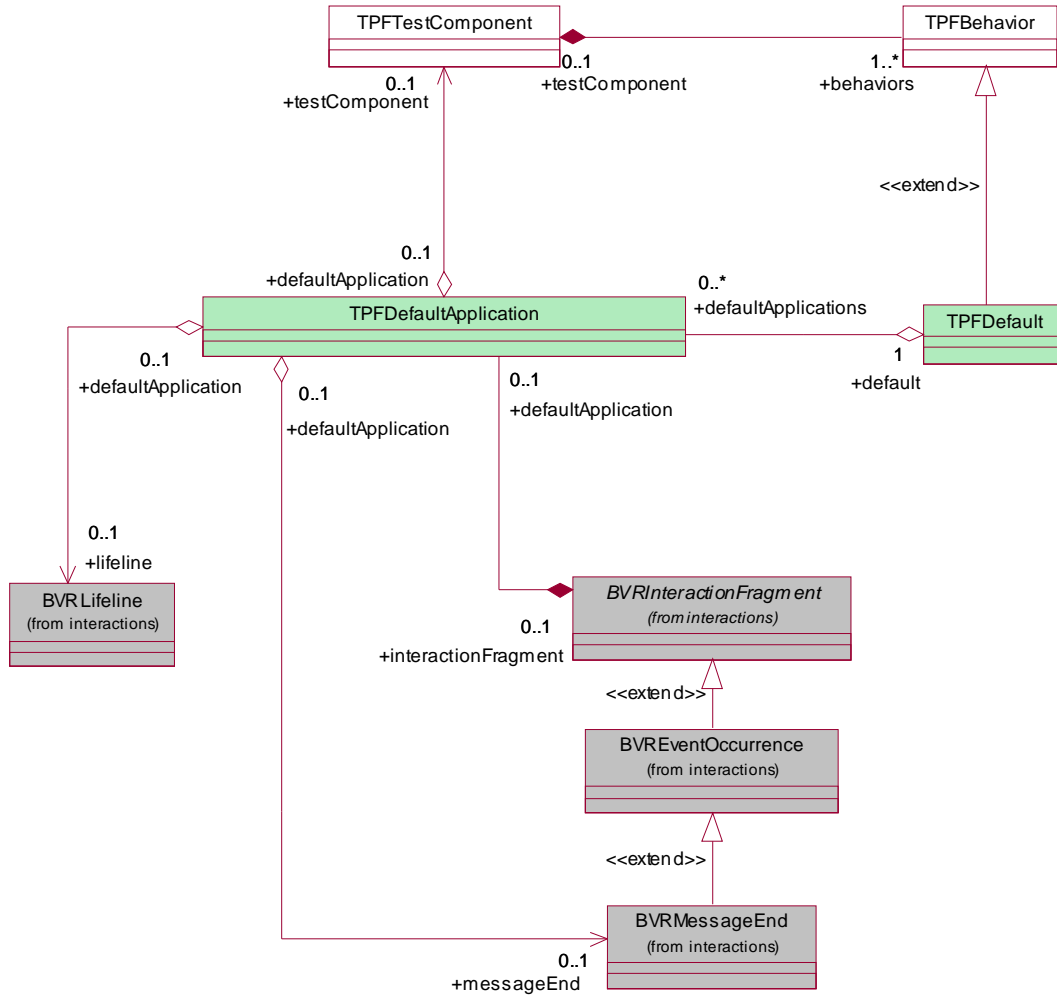 TPFTestComponent
TPFBehavior
0..1
+testComponent
0..1
+testComponent
1..*
+behaviors
<<extend>>
0..1
+defaultApplication
0..*
+defaultApplications
TPFDefaultApplication
TPFDefault
0..1
+defaultApplication
0..1
+defaultApplication
0..1
+defaultApplication
1
+default
0..1
+lifeline
BVRLifeline
(from interactions)
BVRInteractionFragment
(from interactions)
0..1
+interactionFragment
<<extend>>
BVREventOccurrence
(from interactions)
<<extend>>
BVRMessageEnd
(from interactions)
0..1
+messageEnd